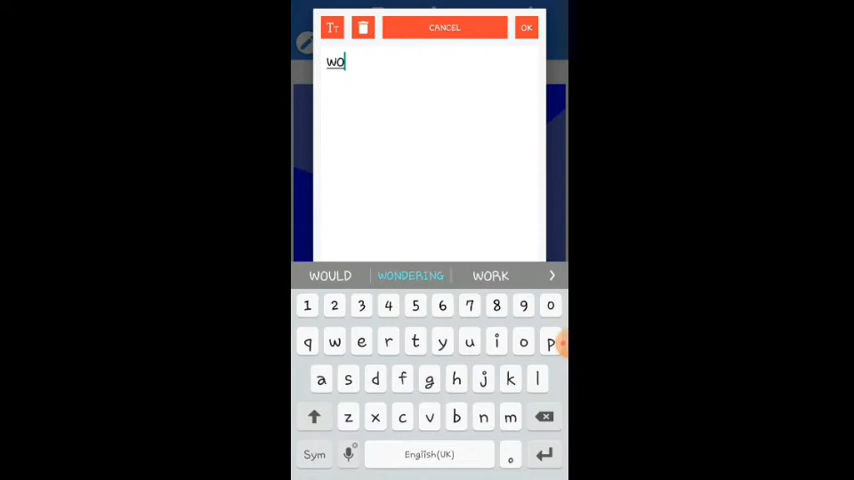 TT CANCEL OK
WO
WOULD WONDERING WORK >
1 2 3 4 5 6 7 8 9 0
q w e r t y u i o p
a s d f g h j k l
z x c v b n m
Sym English(UK) .